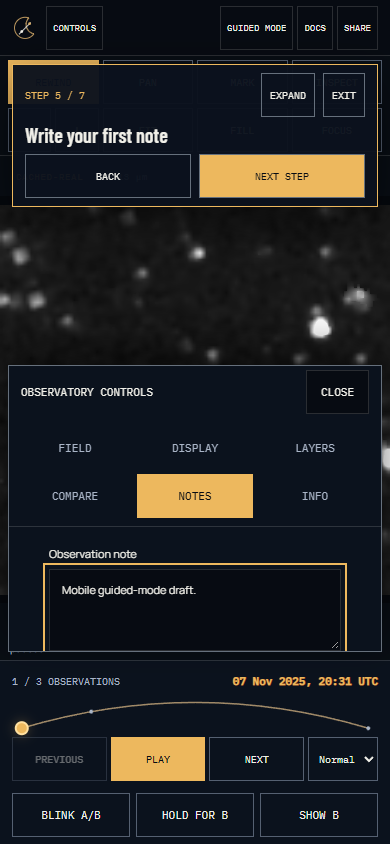 CONTROLS
GUIDED MODE
DOCS
SHARE
STEP 5 / 7
EXPAND
EXIT
Write your first note
BACK
NEXT STEP
OBSERVATORY CONTROLS
CLOSE
FIELD
DISPLAY
LAYERS
COMPARE
NOTES
INFO
Observation note
Mobile guided-mode draft.
1 / 3 OBSERVATIONS
07 Nov 2025, 20:31 UTC
PREVIOUS
PLAY
NEXT
Normal
BLINK A/B
HOLD FOR B
SHOW B